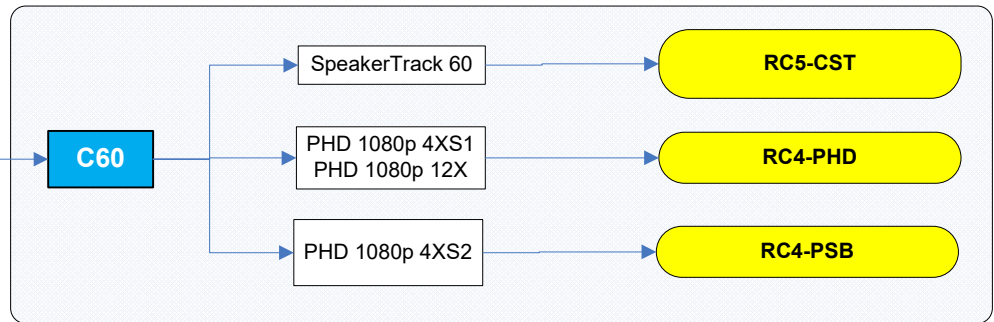 SpeakerTrack 60
RC5-CST
C60
PHD 1080p 4XS1
PHD 1080p 12X
RC4-PHD
PHD 1080p 4XS2
RC4-PSB